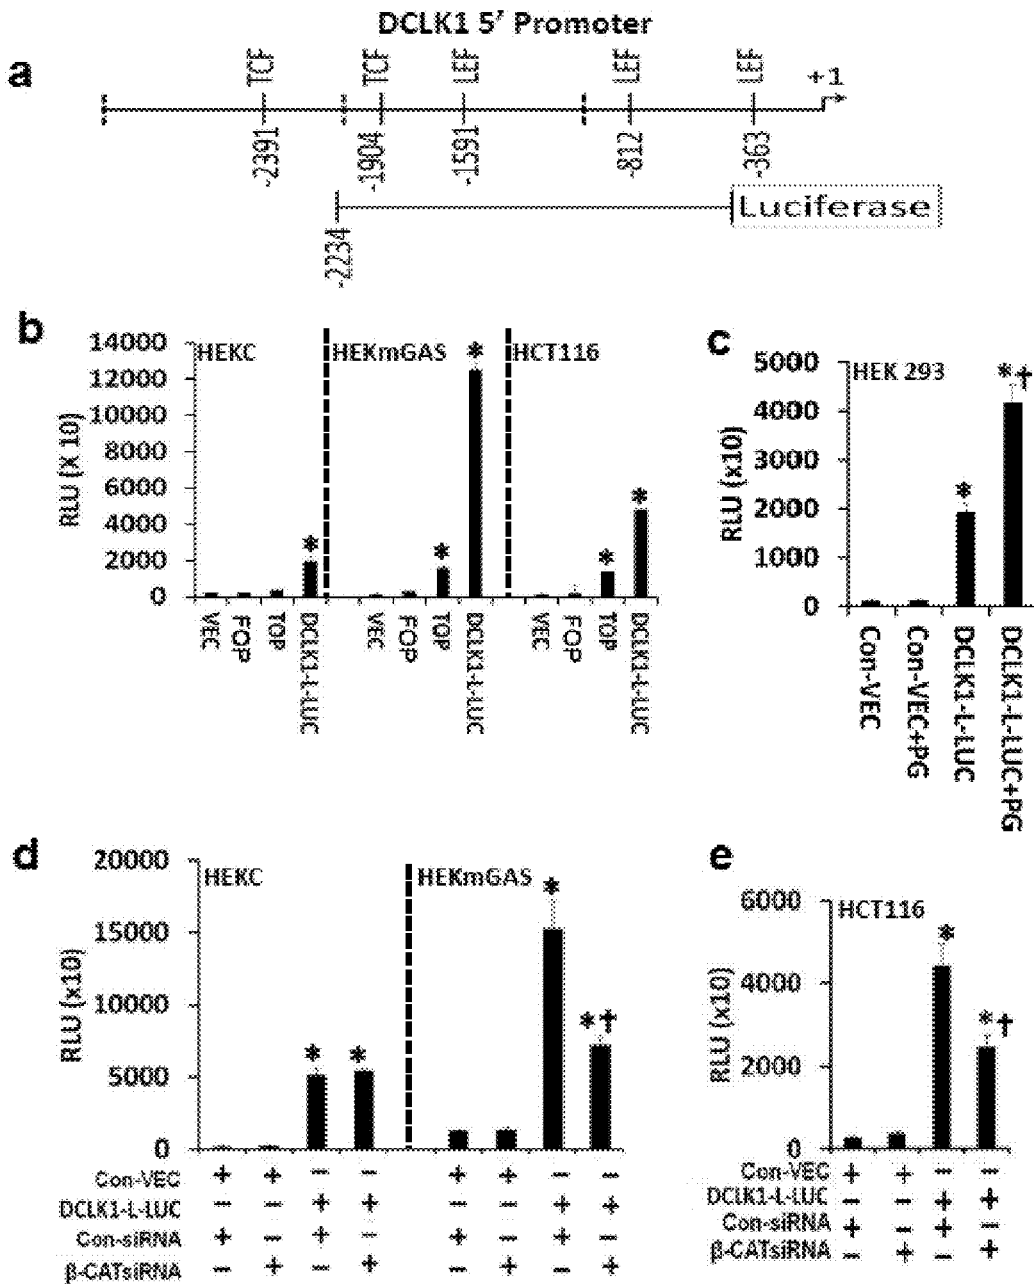 DCLK1 5' Promoter
a
TCF TCF LEF LEF LEF +1
-2391 -1904 -1591 -812 -363
Luciferase
-2234
b
HEKC HEKmGAS HCT116
14000
12000
10000
8000
6000
4000
2000
0
RLU (X 10)
* * * * *
VEC FOP TOP DCLK1-L-LUC VEC FOP TOP DCLK1-L-LUC VEC FOP TOP DCLK1-L-LUC
c
HEK 293
5000
4000
3000
2000
1000
0
RLU (x10)
* *†
Con-VEC Con-VEC+PG DCLK1-L-LUC DCLK1-L-LUC+PG
d
HEKC HEKmGAS
20000
15000
10000
5000
0
RLU (x10)
* * * *†
Con-VEC + + – – + + – –
DCLK1-L-LUC – – + + – – + +
Con-siRNA + – + – + – + –
β-CATsiRNA – + – + – + – +
e
HCT116
6000
4000
2000
0
RLU (x10)
* *†
Con-VEC + + – –
DCLK1-L-LUC – – + +
Con-siRNA + – + –
β-CATsiRNA – + – +